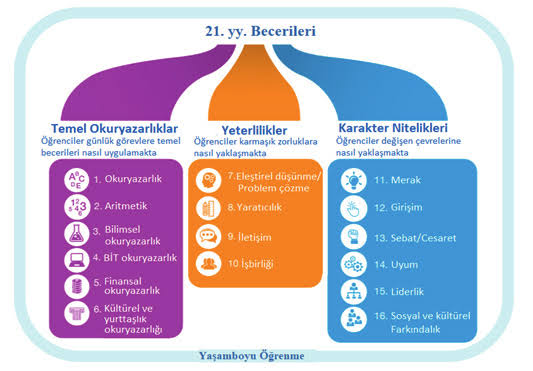 21. yy. Becerileri
Temel Okuryazarlıklar
Öğrenciler günlük görevlere temel
becerileri nasıl uygulamakta
1. Okuryazarlık
2. Aritmetik
3. Bilimsel
okuryazarlık
4. BİT okuryazarlık
5. Finansal
okuryazarlık
6. Kültürel ve
yurttaşlık
okuryazarlığı
Yeterlilikler
Öğrenciler karmaşık zorluklara
nasıl yaklaşmakta
7.Eleştirel düşünme/
Problem çözme
8. Yaratıcılık
9. İletişim
10.İşbirliği
Karakter Nitelikleri
Öğrenciler değişen çevrelerine
nasıl yaklaşmakta
11. Merak
12. Girişim
13. Sebat/Cesaret
14. Uyum
15. Liderlik
16. Sosyal ve kültürel
Farkındalık
Yaşamboyu Öğrenme